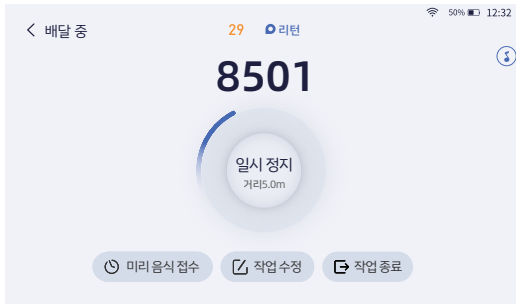 50% 12:32
배달 중
29 리턴
8501
일시 정지
거리5.0m
미리 음식 접수
작업 수정
작업 종료